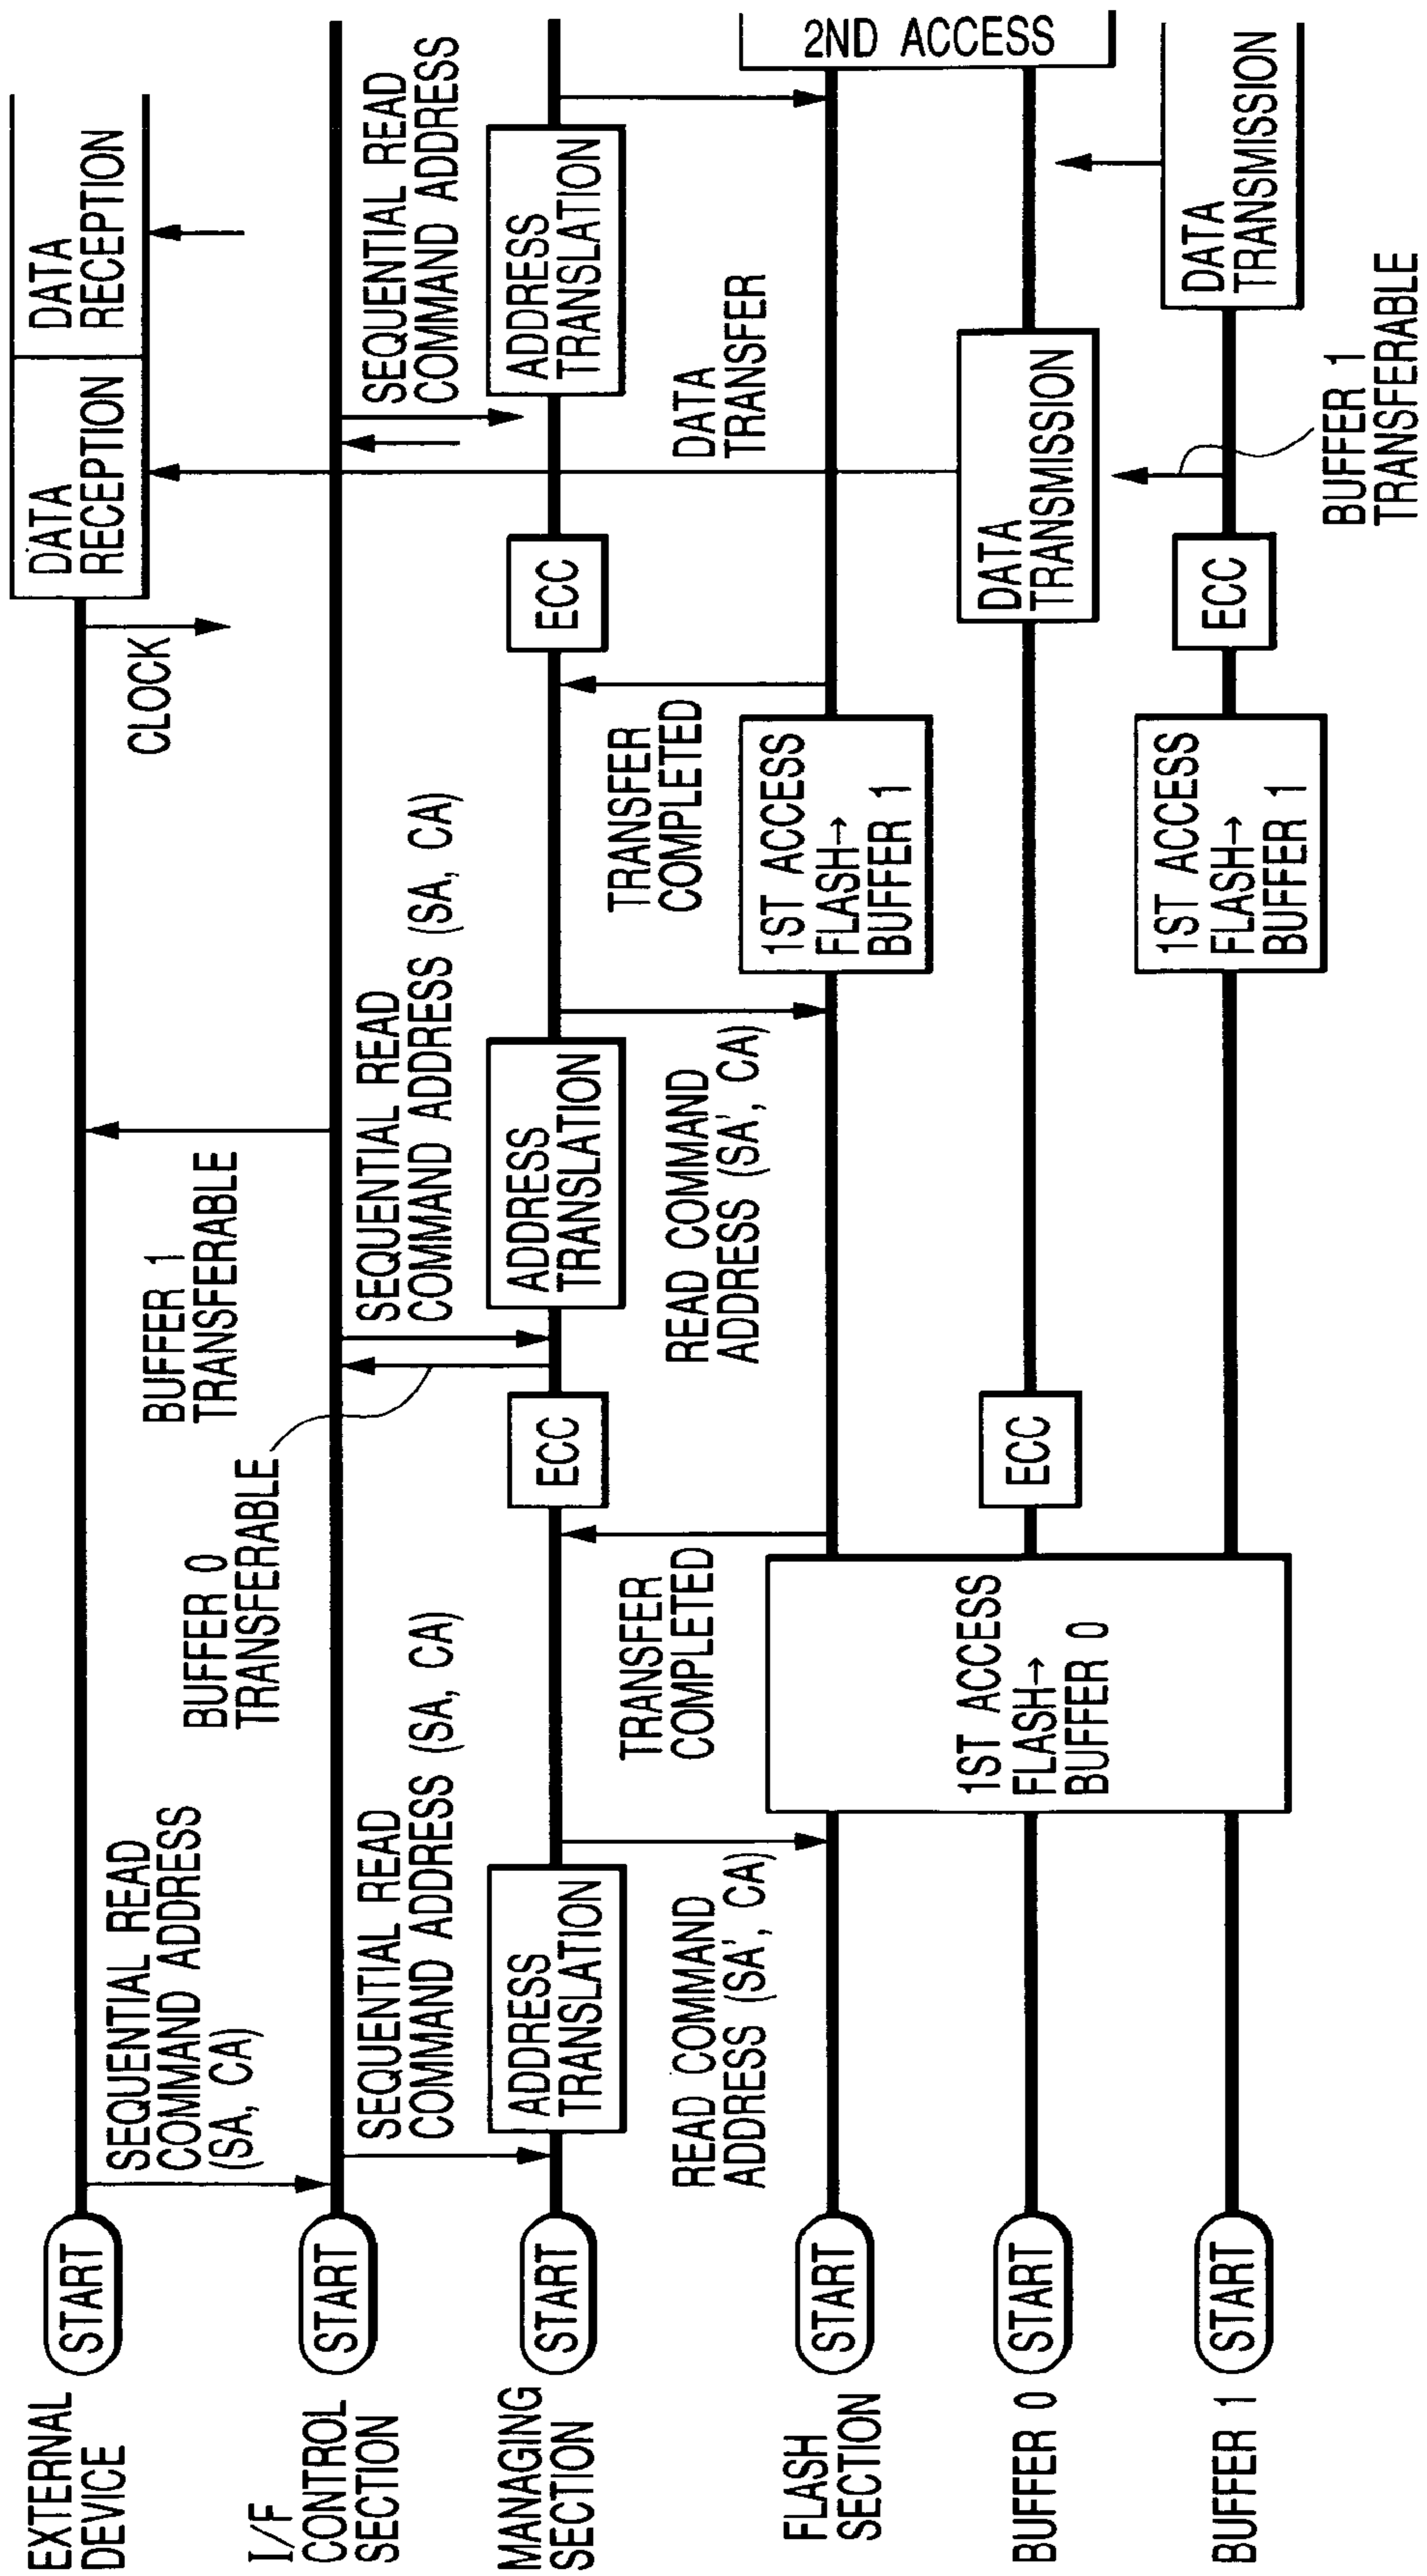 EXTERNAL
DEVICE
START
SEQUENTIAL READ
COMMAND ADDRESS
(SA, CA)
BUFFER 1
TRANSFERABLE
CLOCK
DATA
RECEPTION
DATA
RECEPTION
I/F
CONTROL
SECTION
START
BUFFER 0
TRANSFERABLE
SEQUENTIAL READ
COMMAND ADDRESS (SA, CA)
SEQUENTIAL READ
COMMAND ADDRESS (SA, CA)
SEQUENTIAL READ
COMMAND ADDRESS
MANAGING
SECTION
START
ADDRESS
TRANSLATION
ECC
ADDRESS
TRANSLATION
ECC
ADDRESS
TRANSLATION
READ COMMAND
ADDRESS (SA', CA)
TRANSFER
COMPLETED
READ COMMAND
ADDRESS (SA', CA)
TRANSFER
COMPLETED
DATA
TRANSFER
FLASH
SECTION
START
1ST ACCESS
FLASH→
BUFFER 0
1ST ACCESS
FLASH→
BUFFER 1
2ND ACCESS
BUFFER 0
START
ECC
DATA
TRANSMISSION
BUFFER 1
START
1ST ACCESS
FLASH→
BUFFER 1
ECC
DATA
TRANSMISSION
BUFFER 1
TRANSFERABLE